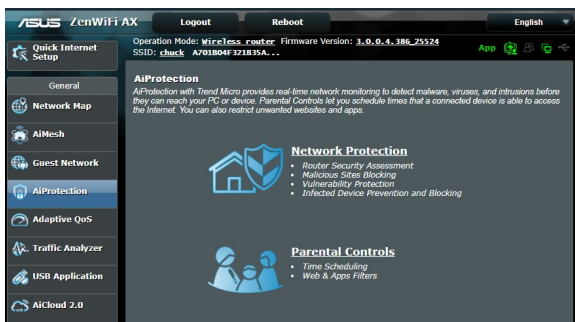 ASUS ZenWiFi AX Logout Reboot English
Quick Internet Setup
Operation Mode: Wireless router Firmware Version: 3.0.0.4.386_25524
SSID: chuck A701B04F321B35A... App
General
Network Map
AiMesh
Guest Network
AiProtection
Adaptive QoS
Traffic Analyzer
USB Application
AiCloud 2.0
AiProtection
AiProtection with Trend Micro provides real-time network monitoring to detect malware, viruses, and intrusions before
they can reach your PC or device. Parental Controls let you schedule times that a connected device is able to access
the Internet. You can also restrict unwanted websites and apps.
Network Protection
• Router Security Assessment
• Malicious Sites Blocking
• Vulnerability Protection
• Infected Device Prevention and Blocking
Parental Controls
• Time Scheduling
• Web & Apps Filters